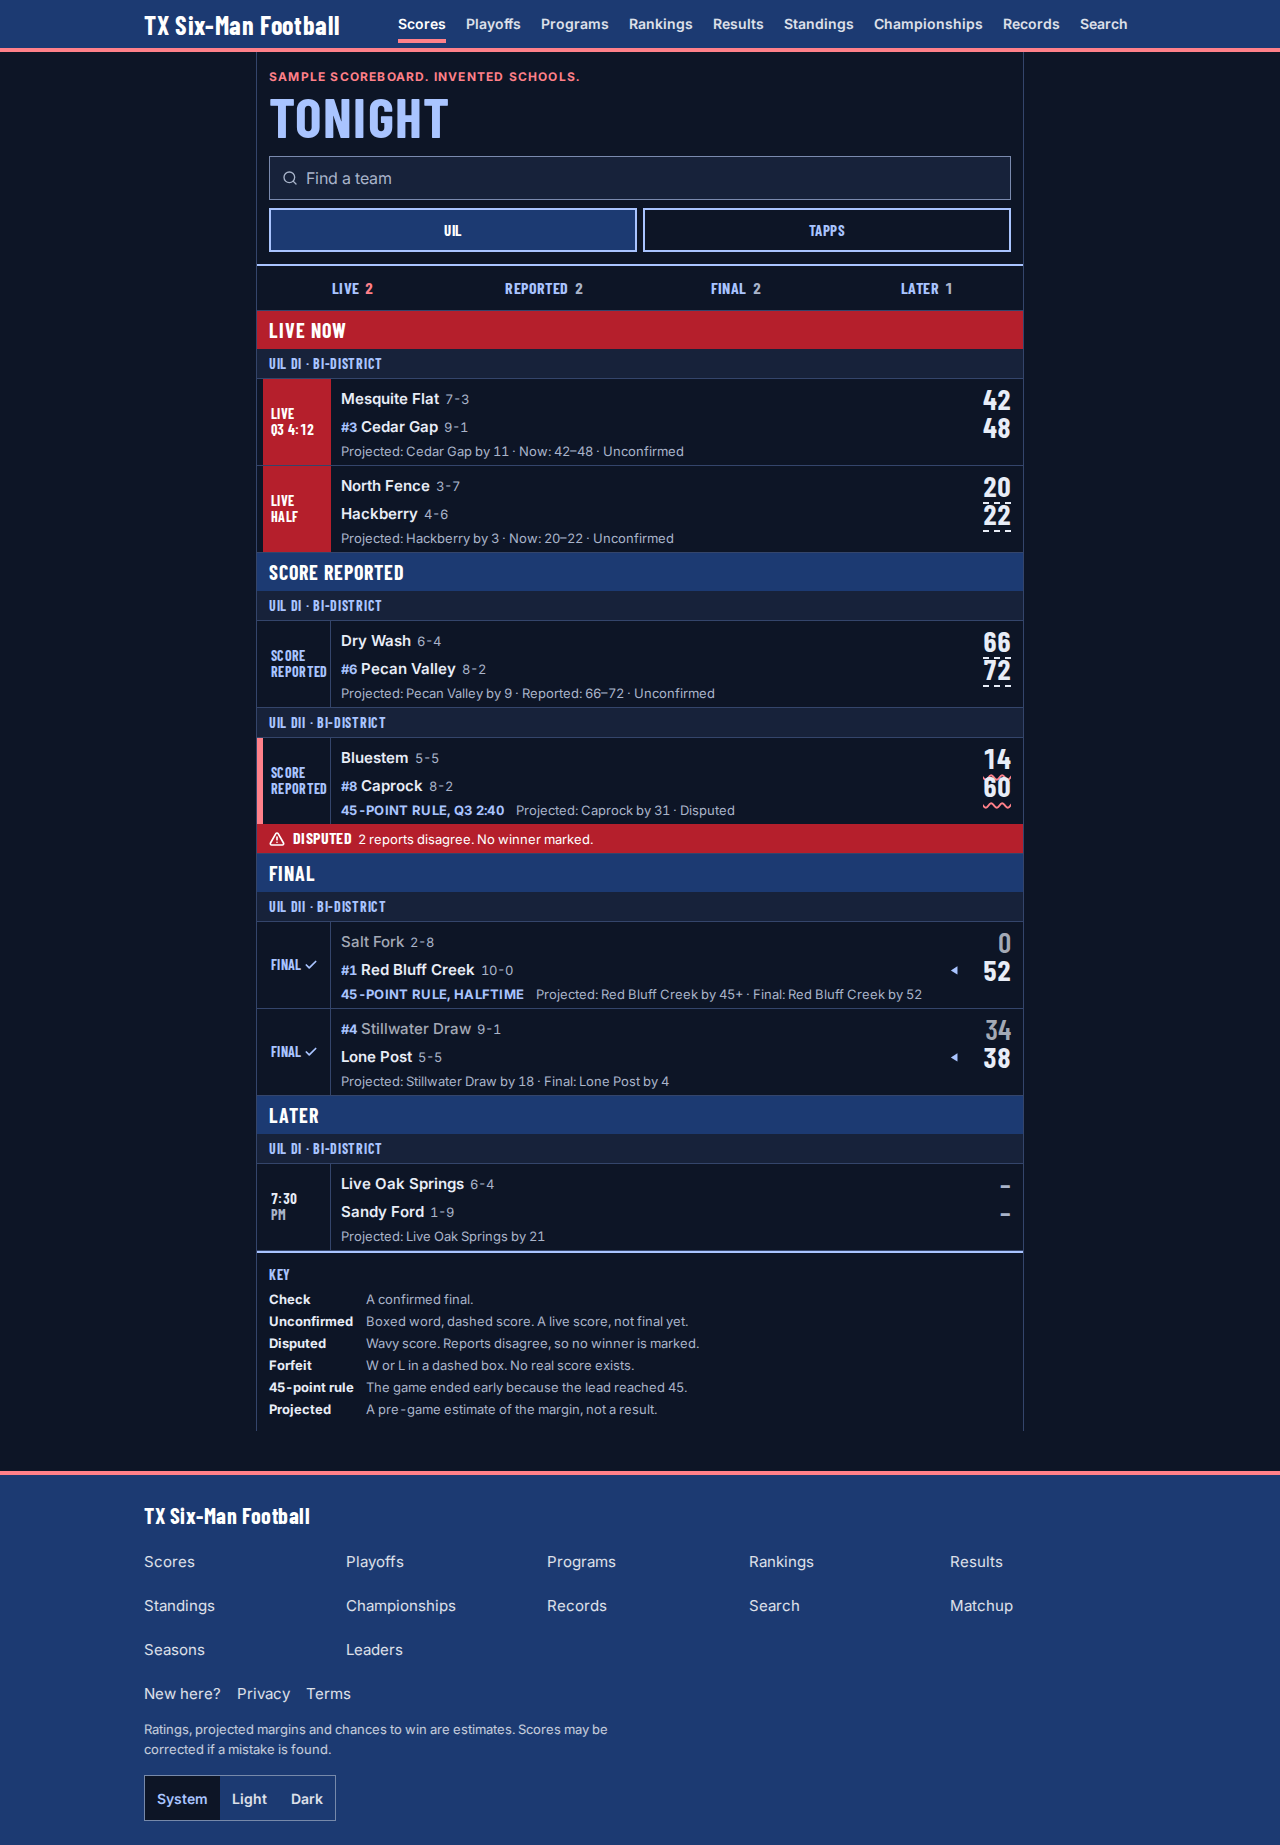 TX Six-Man Football
Scores Playoffs Programs Rankings Results Standings Championships Records Search
SAMPLE SCOREBOARD. INVENTED SCHOOLS.
TONIGHT
Find a team
UIL TAPPS
LIVE 2 REPORTED 2 FINAL 2 LATER 1
LIVE NOW
UIL DI · BI-DISTRICT
LIVE
Q3 4:12
Mesquite Flat 7-3 42
#3 Cedar Gap 9-1 48
Projected: Cedar Gap by 11 · Now: 42–48 · Unconfirmed
LIVE
HALF
North Fence 3-7 20
Hackberry 4-6 22
Projected: Hackberry by 3 · Now: 20–22 · Unconfirmed
SCORE REPORTED
UIL DI · BI-DISTRICT
SCORE
REPORTED
Dry Wash 6-4 66
#6 Pecan Valley 8-2 72
Projected: Pecan Valley by 9 · Reported: 66–72 · Unconfirmed
UIL DII · BI-DISTRICT
SCORE
REPORTED
Bluestem 5-5 14
#8 Caprock 8-2 60
45-POINT RULE, Q3 2:40 Projected: Caprock by 31 · Disputed
DISPUTED 2 reports disagree. No winner marked.
FINAL
UIL DII · BI-DISTRICT
FINAL
Salt Fork 2-8 0
#1 Red Bluff Creek 10-0 52
45-POINT RULE, HALFTIME Projected: Red Bluff Creek by 45+ · Final: Red Bluff Creek by 52
FINAL
#4 Stillwater Draw 9-1 34
Lone Post 5-5 38
Projected: Stillwater Draw by 18 · Final: Lone Post by 4
LATER
UIL DI · BI-DISTRICT
7:30
PM
Live Oak Springs 6-4 –
Sandy Ford 1-9 –
Projected: Live Oak Springs by 21
KEY
Check A confirmed final.
Unconfirmed Boxed word, dashed score. A live score, not final yet.
Disputed Wavy score. Reports disagree, so no winner is marked.
Forfeit W or L in a dashed box. No real score exists.
45-point rule The game ended early because the lead reached 45.
Projected A pre-game estimate of the margin, not a result.
TX Six-Man Football
Scores Playoffs Programs Rankings Results
Standings Championships Records Search Matchup
Seasons Leaders
New here? Privacy Terms
Ratings, projected margins and chances to win are estimates. Scores may be
corrected if a mistake is found.
System Light Dark